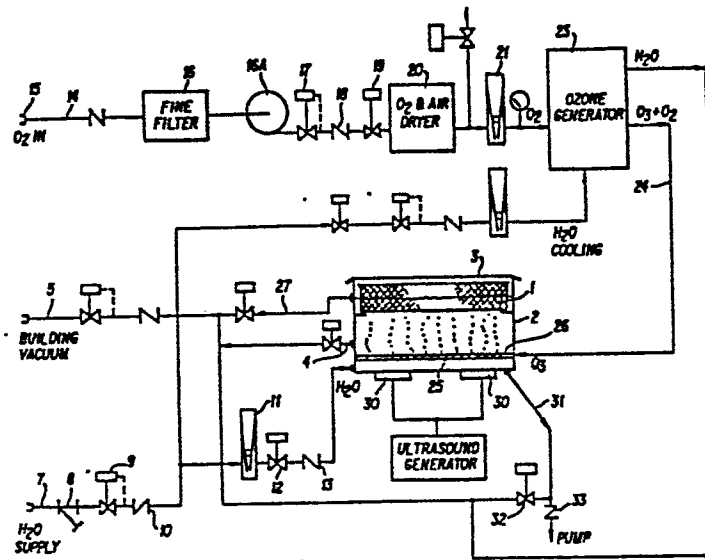 15
14
O2 IN
16
FINE
FILTER
16A
17
18
19
20
O2 & AIR
DRYER
21
O2
23
OZONE
GENERATOR
H2O
O3+O2
24
H2O
COOLING
5
BUILDING
VACUUM
27
3
1
2
26
4
25
O3
H2O
30
30
31
11
ULTRASOUND
GENERATOR
12
13
7
8
9
10
H2O
SUPPLY
32
33
PUMP